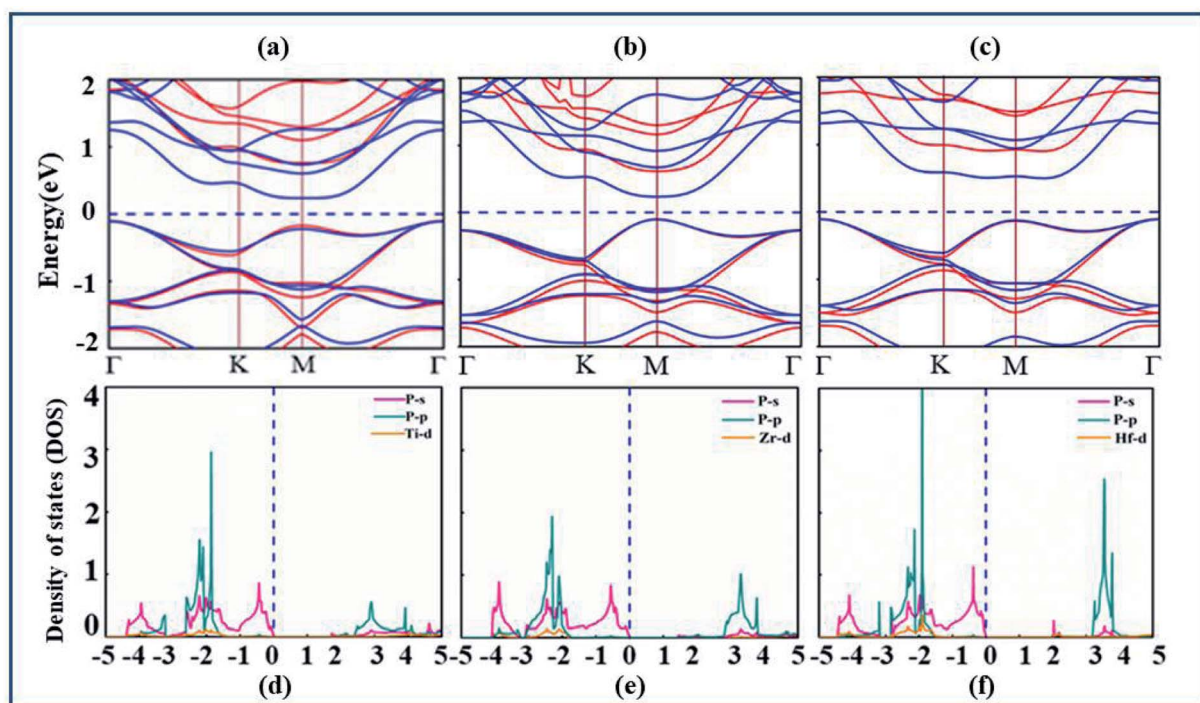 (a) (b) (c)
Energy(eV)
2
1
0
-1
-2
Γ K M Γ
Γ K M Γ
Γ K M Γ
Density of states (DOS)
4
3
2
1
0
P-s
P-p
Ti-d
P-s
P-p
Zr-d
P-s
P-p
Hf-d
-5 -4 -3 -2 -1 0 1 2 3 4 5
-5 -4 -3 -2 -1 0 1 2 3 4 5
-5 -4 -3 -2 -1 0 1 2 3 4 5
(d) (e) (f)